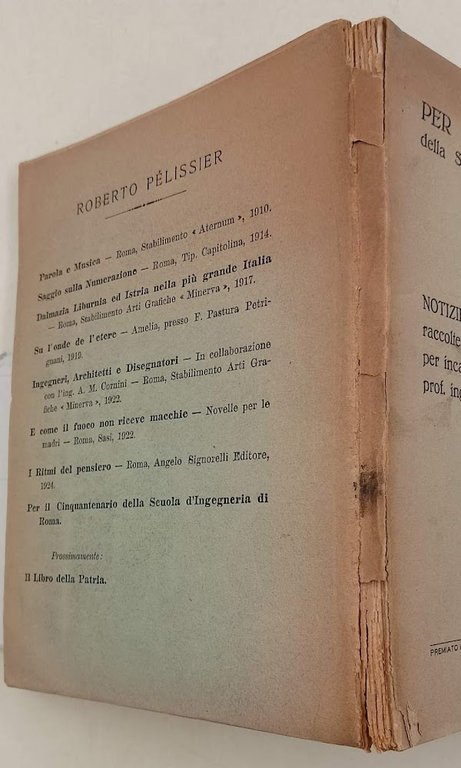 ROBERTO PÉLISSIER
Parola e Musica — Roma, Stabilimento « Aternum », 1910.
Saggio sulla Numerazione — Roma, Tip. Capitolina, 1914.
Dalmazia Liburnia ed Istria nella più grande Italia
— Roma, Stabilimento Arti Grafiche « Minerva », 1917.
Su l'onde de l'etere — Amelia, presso F. Pastura Petri-
gnani, 1919.
Ingegneri, Architetti e Disegnatori — In collaborazione
con l'ing. A. M. Comini — Roma, Stabilimento Arti Gra-
fiche « Minerva », 1922.
E come il fuoco non riceve macchie — Novelle per le
madri — Roma, Sasi, 1922.
I Ritmi del pensiero — Roma, Angelo Signorelli Editore,
1924.
Per il Cinquantenario della Scuola d'Ingegneria di
Roma.
Prossimamente:
Il Libro della Patria.
PER
della S
NOTIZIE
raccolte
per inca
prof. ing
PREMIATO